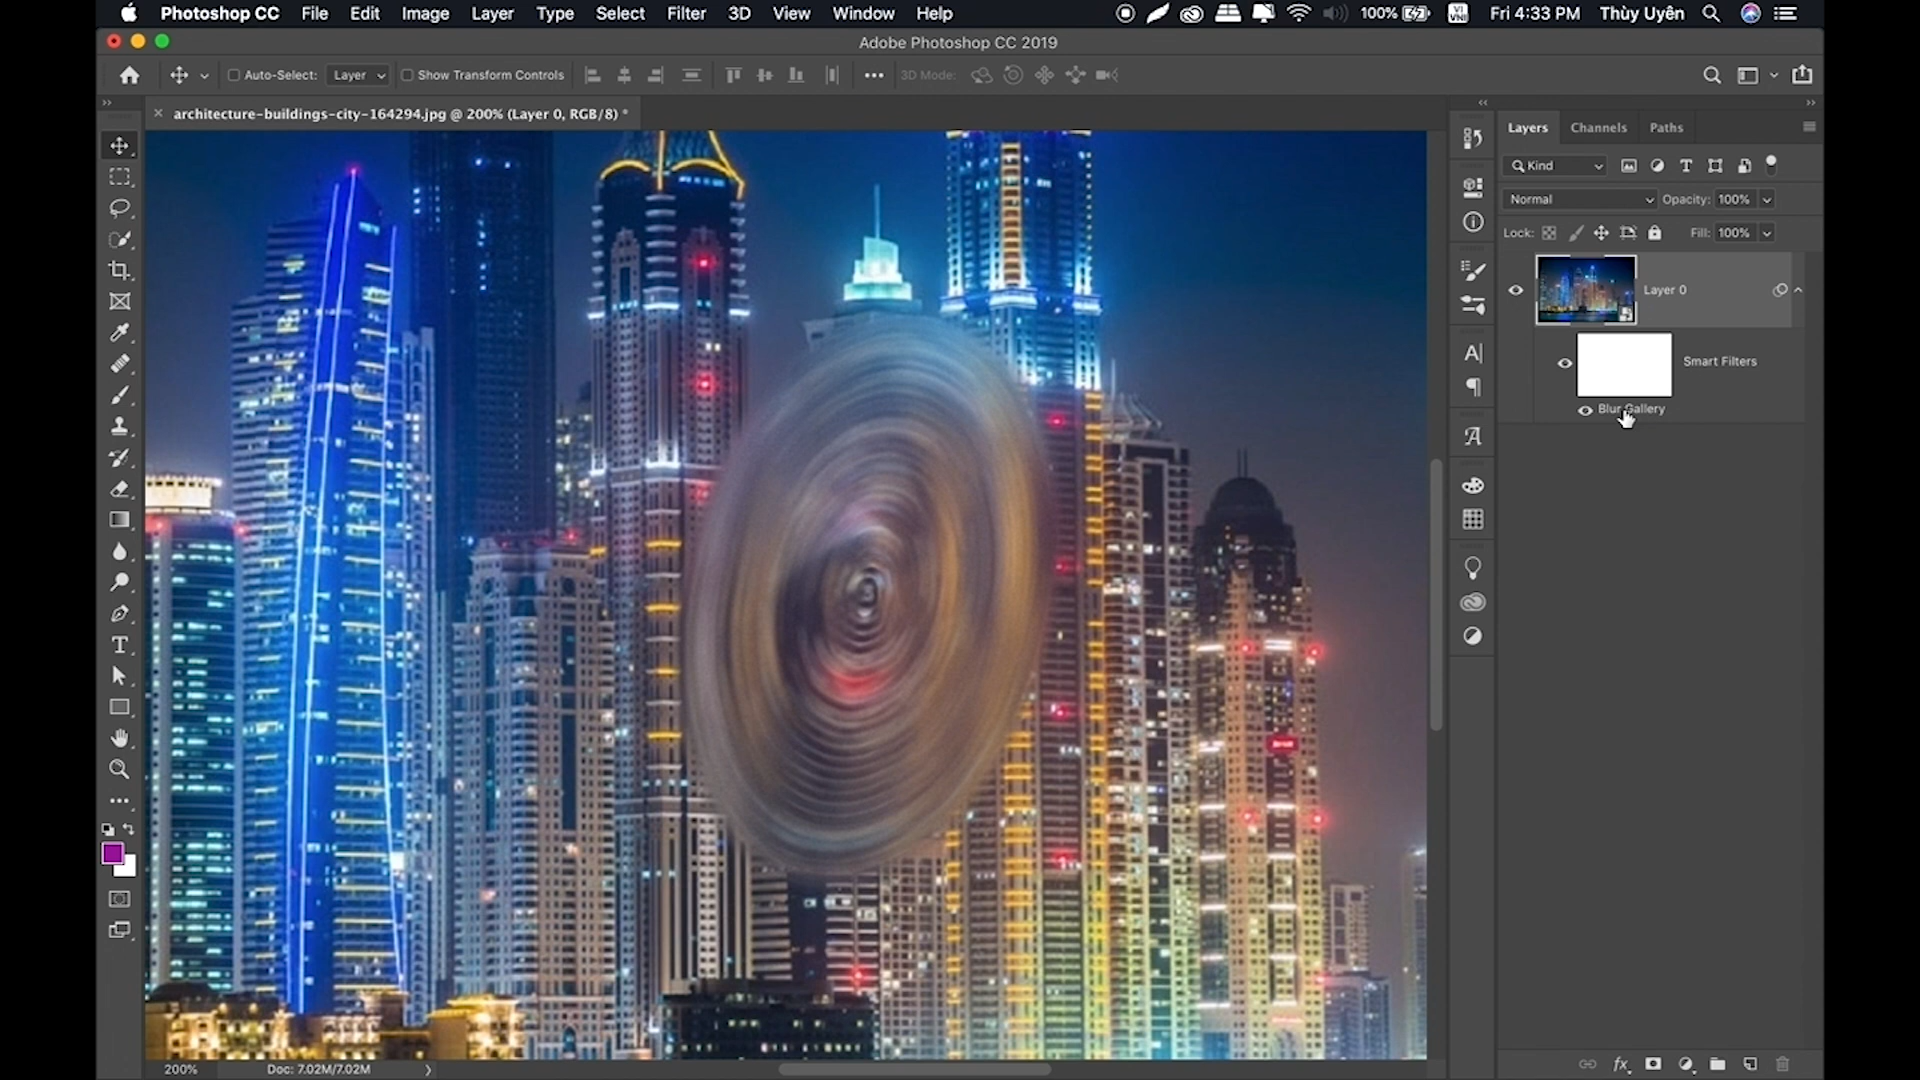 Photoshop CC File Edit Image Layer Type Select Filter 3D View Window Help 100% VI VNI Fri 4:33 PM Thùy Uyên
Adobe Photoshop CC 2019
Auto-Select: Layer Show Transform Controls 3D Mode:
architecture-buildings-city-164294.jpg @ 200% (Layer 0, RGB/8) *
Layers Channels Paths
Kind
Normal Opacity: 100%
Lock: Fill: 100%
Layer 0
Smart Filters
Blur Gallery
200% Doc: 7.02M/7.02M